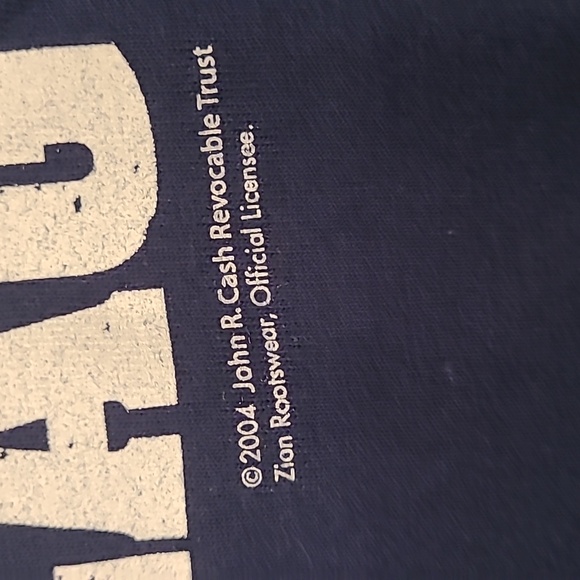 ©2004 John R. Cash Revocable Trust
Zion Rootswear, Official Licensee.